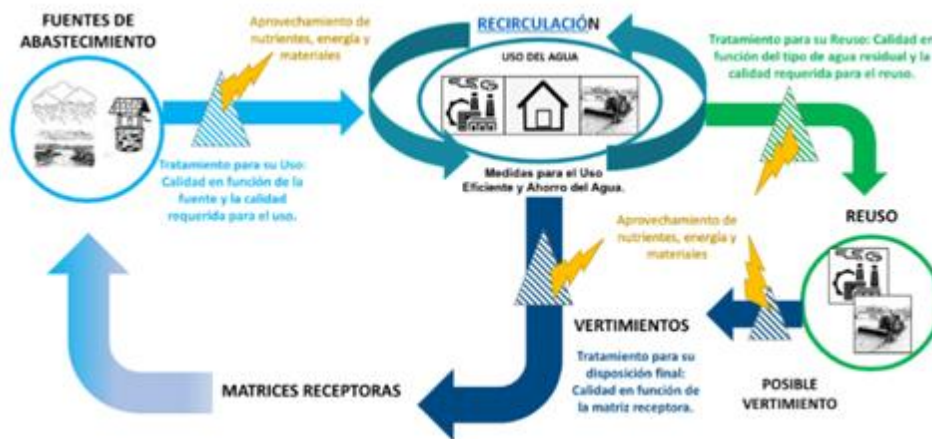 FUENTES DE
ABASTECIMIENTO
Aprovechamiento de
nutrientes, energía y
materiales
RECIRCULACIÓN
USO DEL AGUA
Tratamiento para su Reuso: Calidad en
función del tipo de agua residual y la
calidad requerida para el reuso.
Tratamiento para su Uso:
Calidad en función de la
fuente y la calidad
requerida para el uso.
Medidas para el Uso
Eficiente y Ahorro del Agua.
Aprovechamiento de
nutrientes, energía y
materiales
REUSO
VERTIMIENTOS
Tratamiento para su
disposición final:
Calidad en función de
la matriz receptora.
MATRICES RECEPTORAS
POSIBLE
VERTIMIENTO